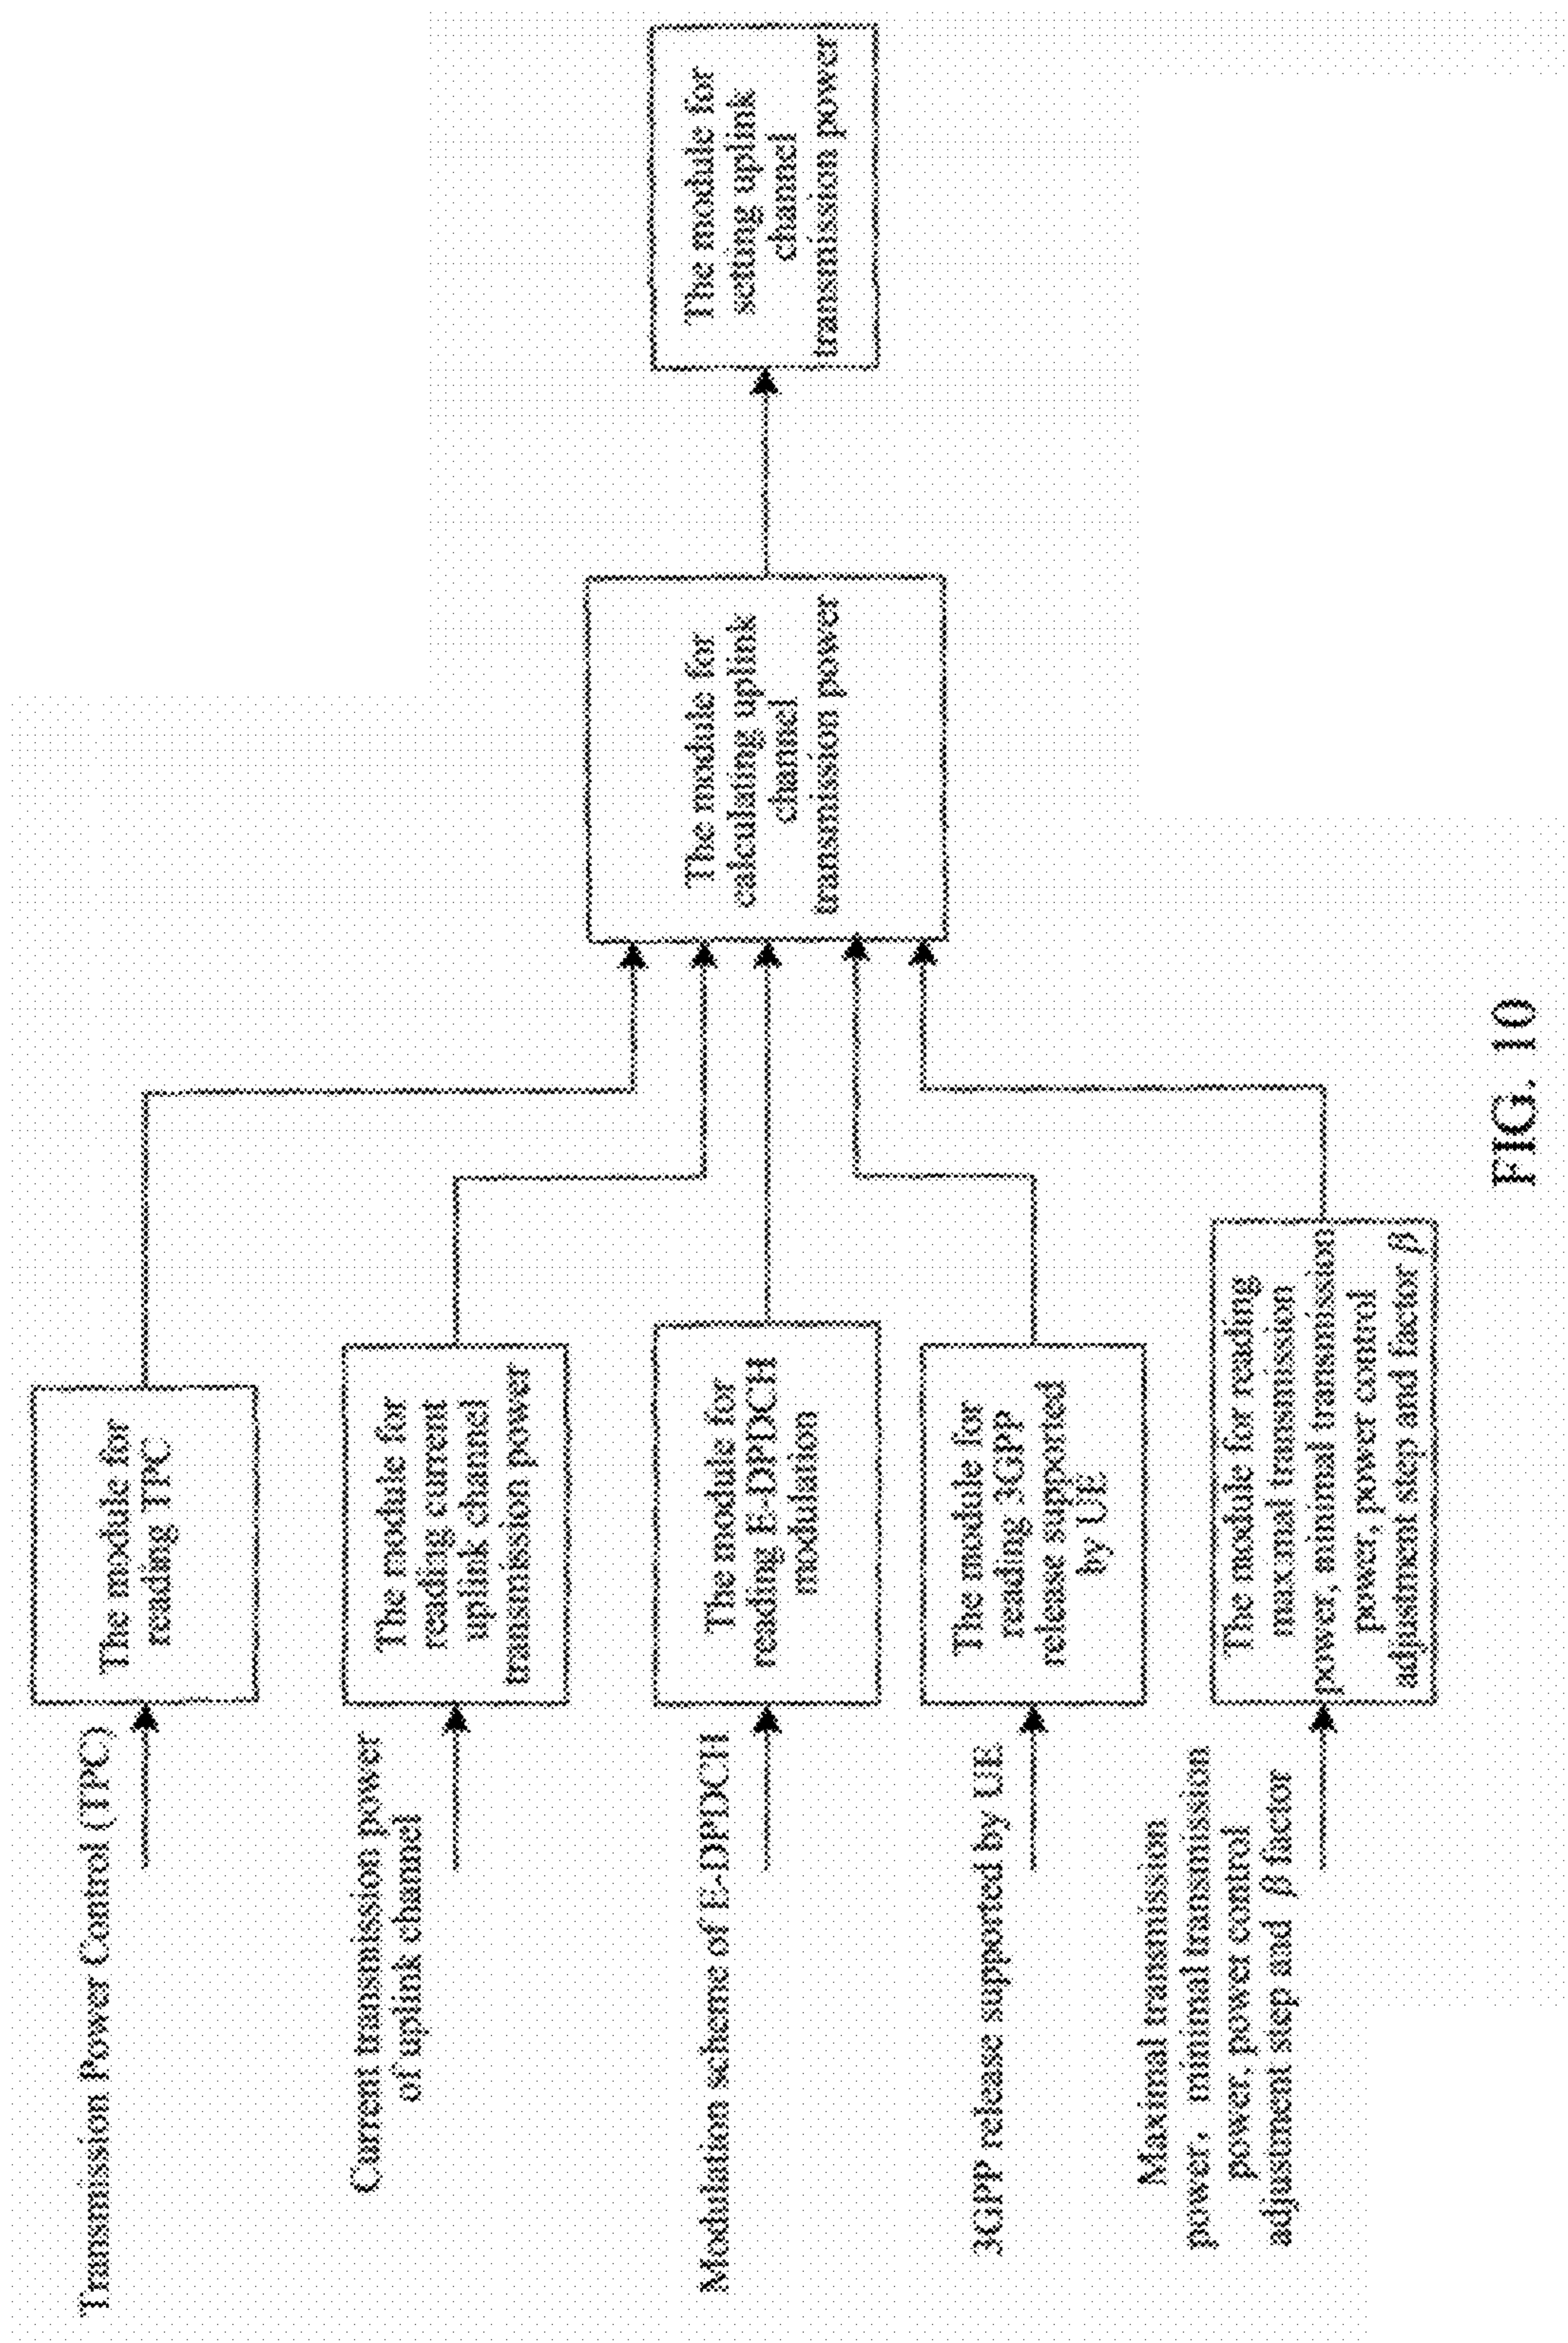 Transmission Power Control (TPC)
The module for
reading TPC
Current transmission power
of uplink channel
The module for
reading current
uplink channel
transmission power
Modulation scheme of E-DPDCH
The module for
reading E-DPDCH
modulation
3GPP release supported by UE
The module for
reading 3GPP
release supported
by UE
Maximal transmission
power, minimal transmission
power, power control
adjustment step and β factor
The module for reading
maximal transmission
power, minimal transmission
power, power control
adjustment step and factor β
The module for
calculating uplink
channel
transmission power
The module for
setting uplink
channel
transmission power
FIG. 10